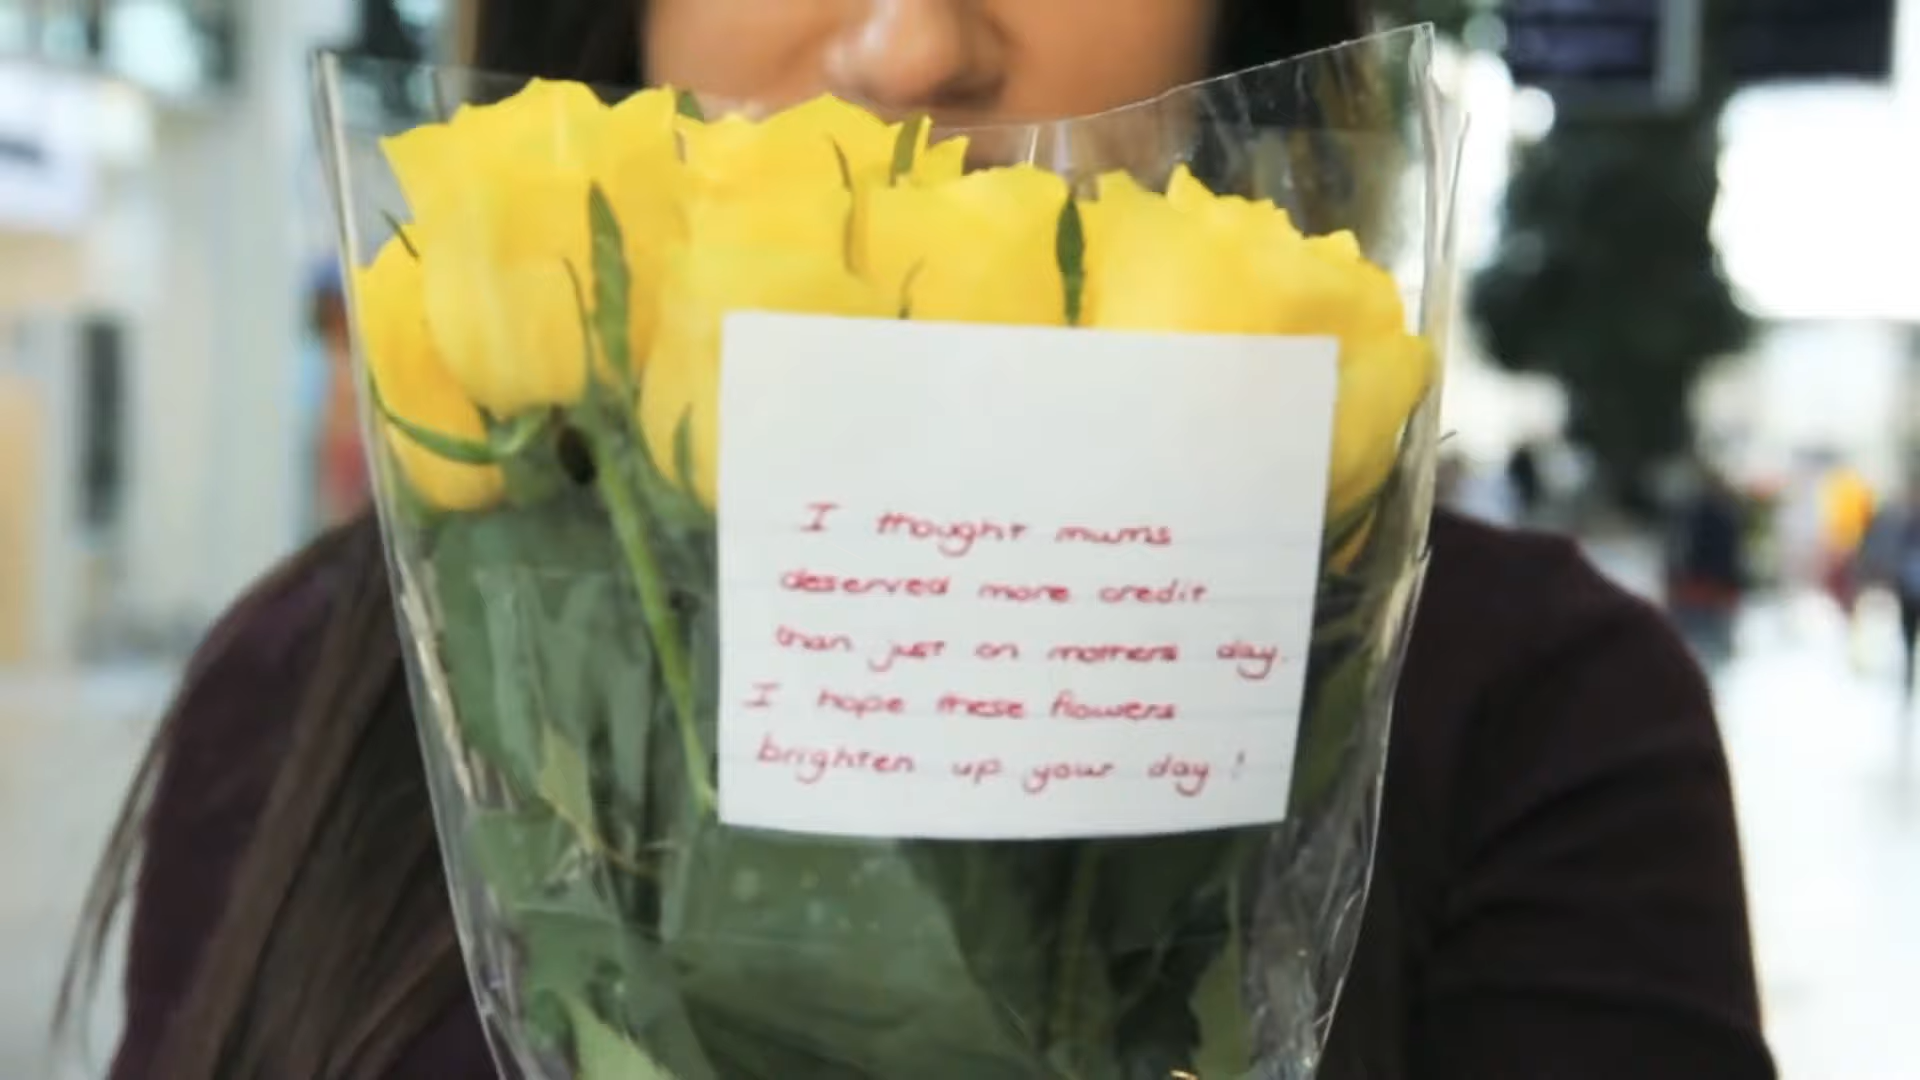 I thought mums
deserved more credit
than just on mothers day.
I hope these flowers
brighten up your day!